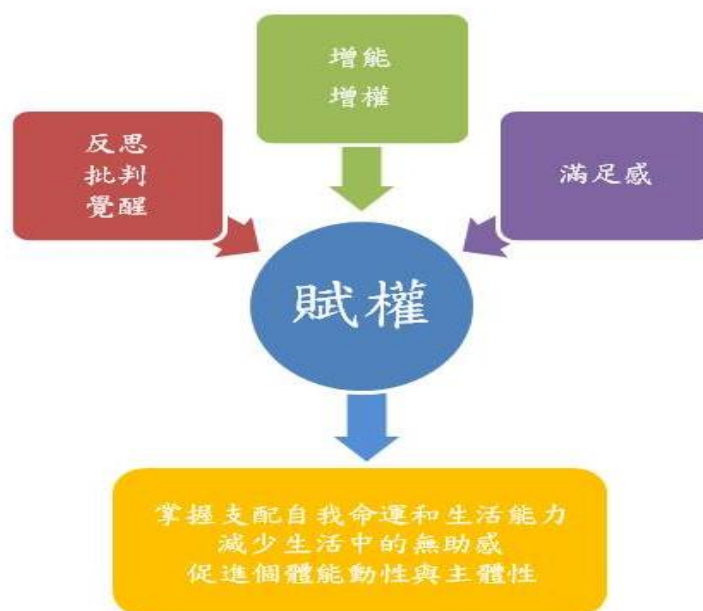 增能
增權
反思
批判
覺醒
滿足感
賦權
掌握支配自我命運和生活能力
減少生活中的無助感
促進個體能動性與主體性